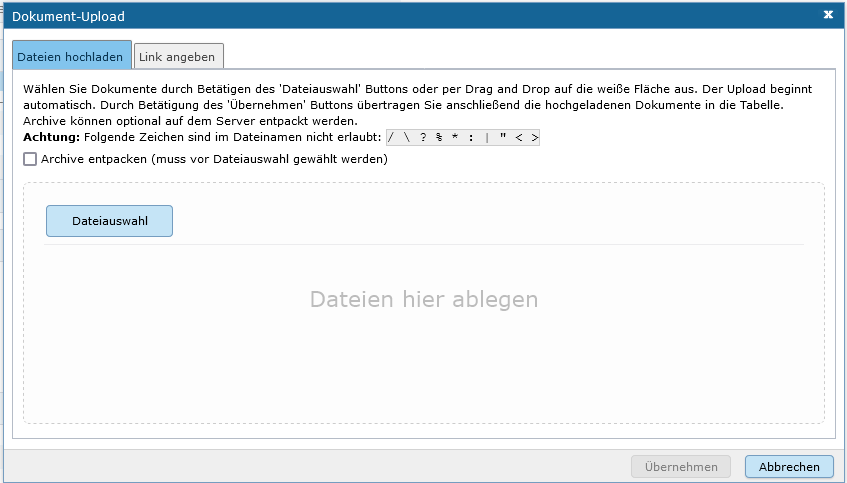 Dokument-Upload x
Dateien hochladen Link angeben
Wählen Sie Dokumente durch Betätigen des 'Dateiauswahl' Buttons oder per Drag and Drop auf die weiße Fläche aus. Der Upload beginnt
automatisch. Durch Betätigung des 'Übernehmen' Buttons übertragen Sie anschließend die hochgeladenen Dokumente in die Tabelle.
Archive können optional auf dem Server entpackt werden.
Achtung: Folgende Zeichen sind im Dateinamen nicht erlaubt: / \ ? % * : | " < >
Archive entpacken (muss vor Dateiauswahl gewählt werden)
Dateiauswahl
Dateien hier ablegen
Übernehmen Abbrechen